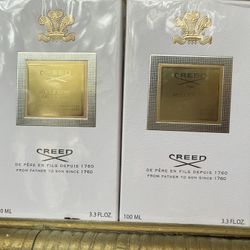 CREED
CREED
DE PÈRE EN FILS DEPUIS 1760
FROM FATHER TO SON SINCE 1760
0 ML
3.3 FL.OZ.
CREED
CREED
DE PÈRE EN FILS DEPUIS 1760
FROM FATHER TO SON SINCE 1760
100 ML
3.3 FL.OZ.